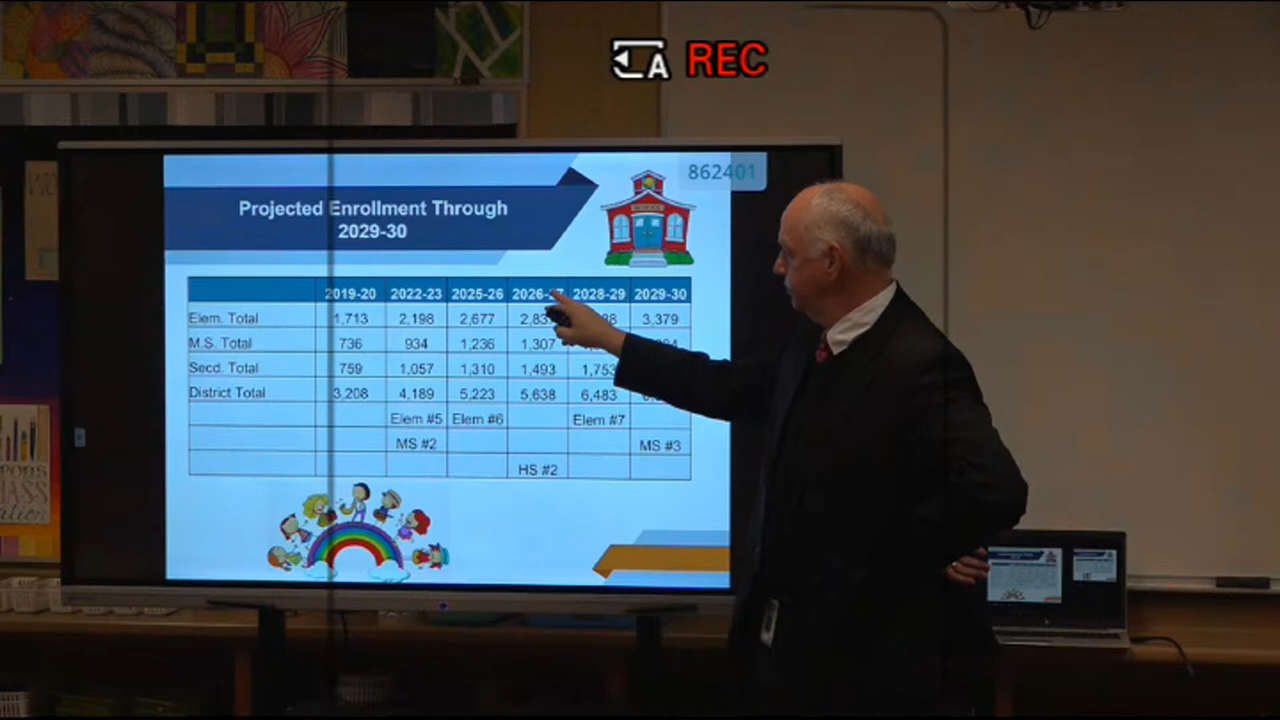 A REC
862401
Projected Enrollment Through
2029-30
SCHOOL
2019-20 2022-23 2025-26 2026-27 2028-29 2029-30
Elem. Total 1,713 2,198 2,677 3,379
M.S. Total 736 934 1,236 1,307
Secd. Total 759 1,057 1,310 1,493 1,753
District Total 3,208 4,189 5,223 5,638 6,483
Elem #5 Elem #6 Elem #7
MS #2 MS #3
HS #2